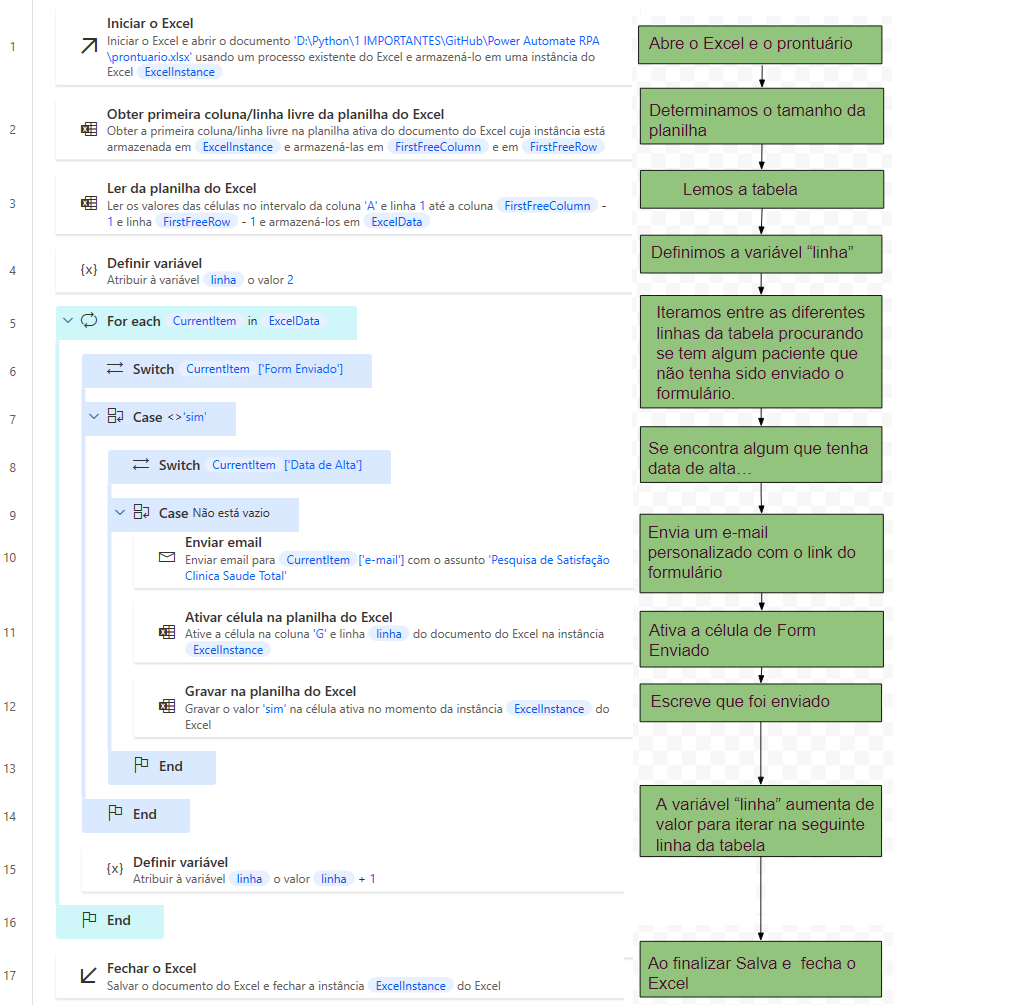 1
Iniciar o Excel
Iniciar o Excel e abrir o documento 'D:\Python\1 IMPORTANTES\GitHub\Power Automate RPA
\prontuario.xlsx' usando um processo existente do Excel e armazená-lo em uma instância do
Excel ExcelInstance
2
Obter primeira coluna/linha livre da planilha do Excel
Obter a primeira coluna/linha livre na planilha ativa do documento do Excel cuja instância está
armazenada em ExcelInstance e armazená-las em FirstFreeColumn e em FirstFreeRow
3
Ler da planilha do Excel
Ler os valores das células no intervalo da coluna 'A' e linha 1 até a coluna FirstFreeColumn -
1 e linha FirstFreeRow - 1 e armazená-los em ExcelData
4
{x}
Definir variável
Atribuir à variável linha o valor 2
5
For each CurrentItem in ExcelData
6
Switch CurrentItem ['Form Enviado']
7
Case <>'sim'
8
Switch CurrentItem ['Data de Alta']
9
Case Não está vazio
10
Enviar email
Enviar email para CurrentItem ['e-mail'] com o assunto 'Pesquisa de Satisfação
Clinica Saude Total'
11
Ativar célula na planilha do Excel
Ative a célula na coluna 'G' e linha linha do documento do Excel na instância
ExcelInstance
12
Gravar na planilha do Excel
Gravar o valor 'sim' na célula ativa no momento da instância ExcelInstance do
Excel
13
End
14
End
15
{x}
Definir variável
Atribuir à variável linha o valor linha + 1
16
End
17
Fechar o Excel
Salvar o documento do Excel e fechar a instância ExcelInstance do Excel
Abre o Excel e o prontuário
Determinamos o tamanho da
planilha
Lemos a tabela
Definimos a variável “linha”
Iteramos entre as diferentes
linhas da tabela procurando
se tem algum paciente que
não tenha sido enviado o
formulário.
Se encontra algum que tenha
data de alta…
Envia um e-mail
personalizado com o link do
formulário
Ativa a célula de Form
Enviado
Escreve que foi enviado
A variável “linha” aumenta de
valor para iterar na seguinte
linha da tabela
Ao finalizar Salva e fecha o
Excel